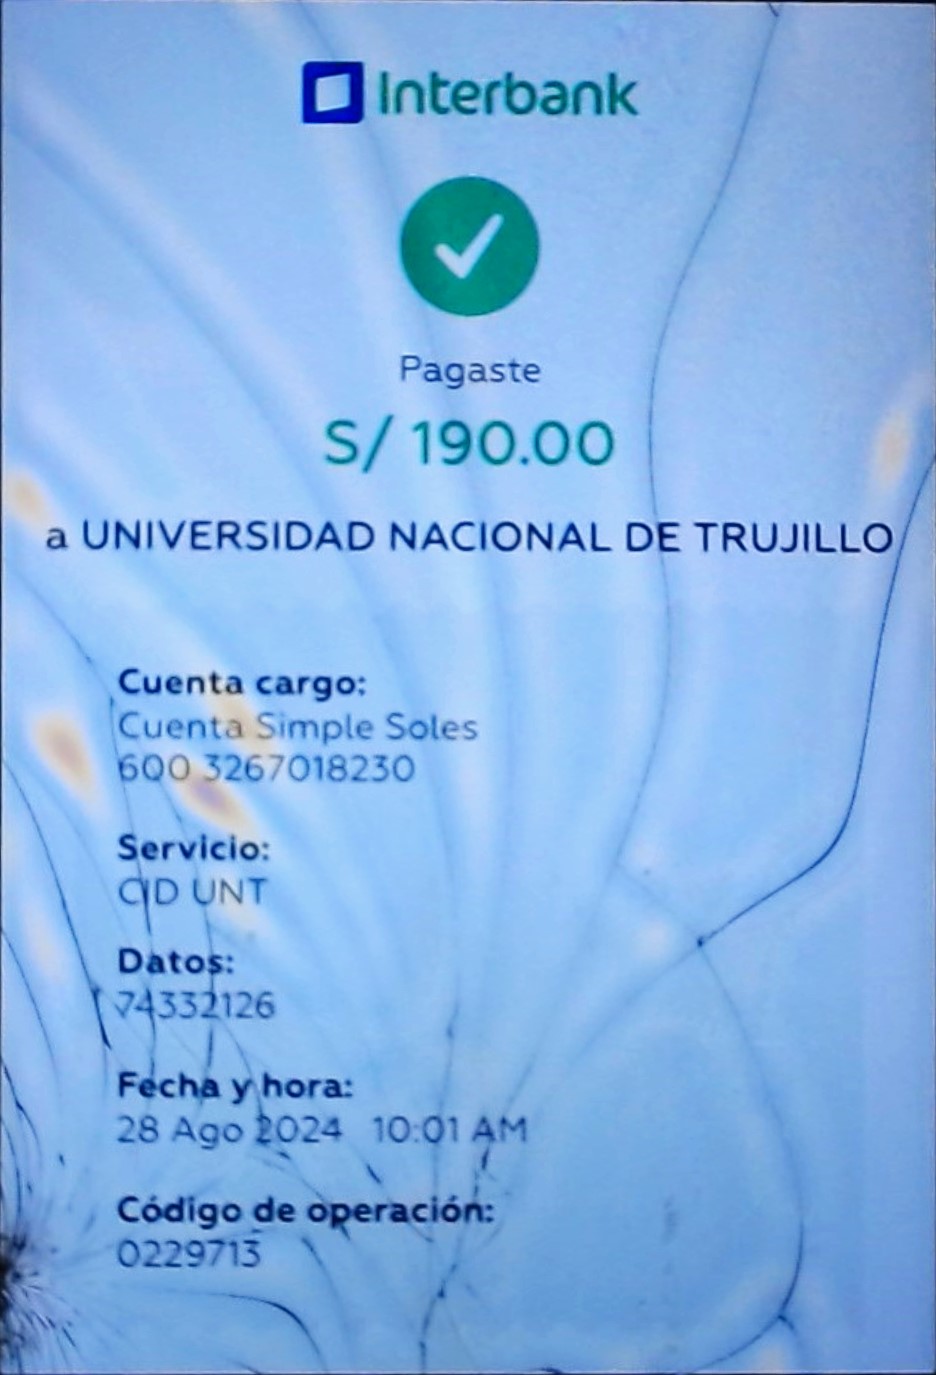 Interbank
Pagaste
S/ 190.00
a UNIVERSIDAD NACIONAL DE TRUJILLO
Cuenta cargo:
Cuenta Simple Soles
600 3267018230
Servicio:
CID UNT
Datos:
74332126
Fecha y hora:
28 Ago 2024 10:01 AM
Código de operación:
0229713